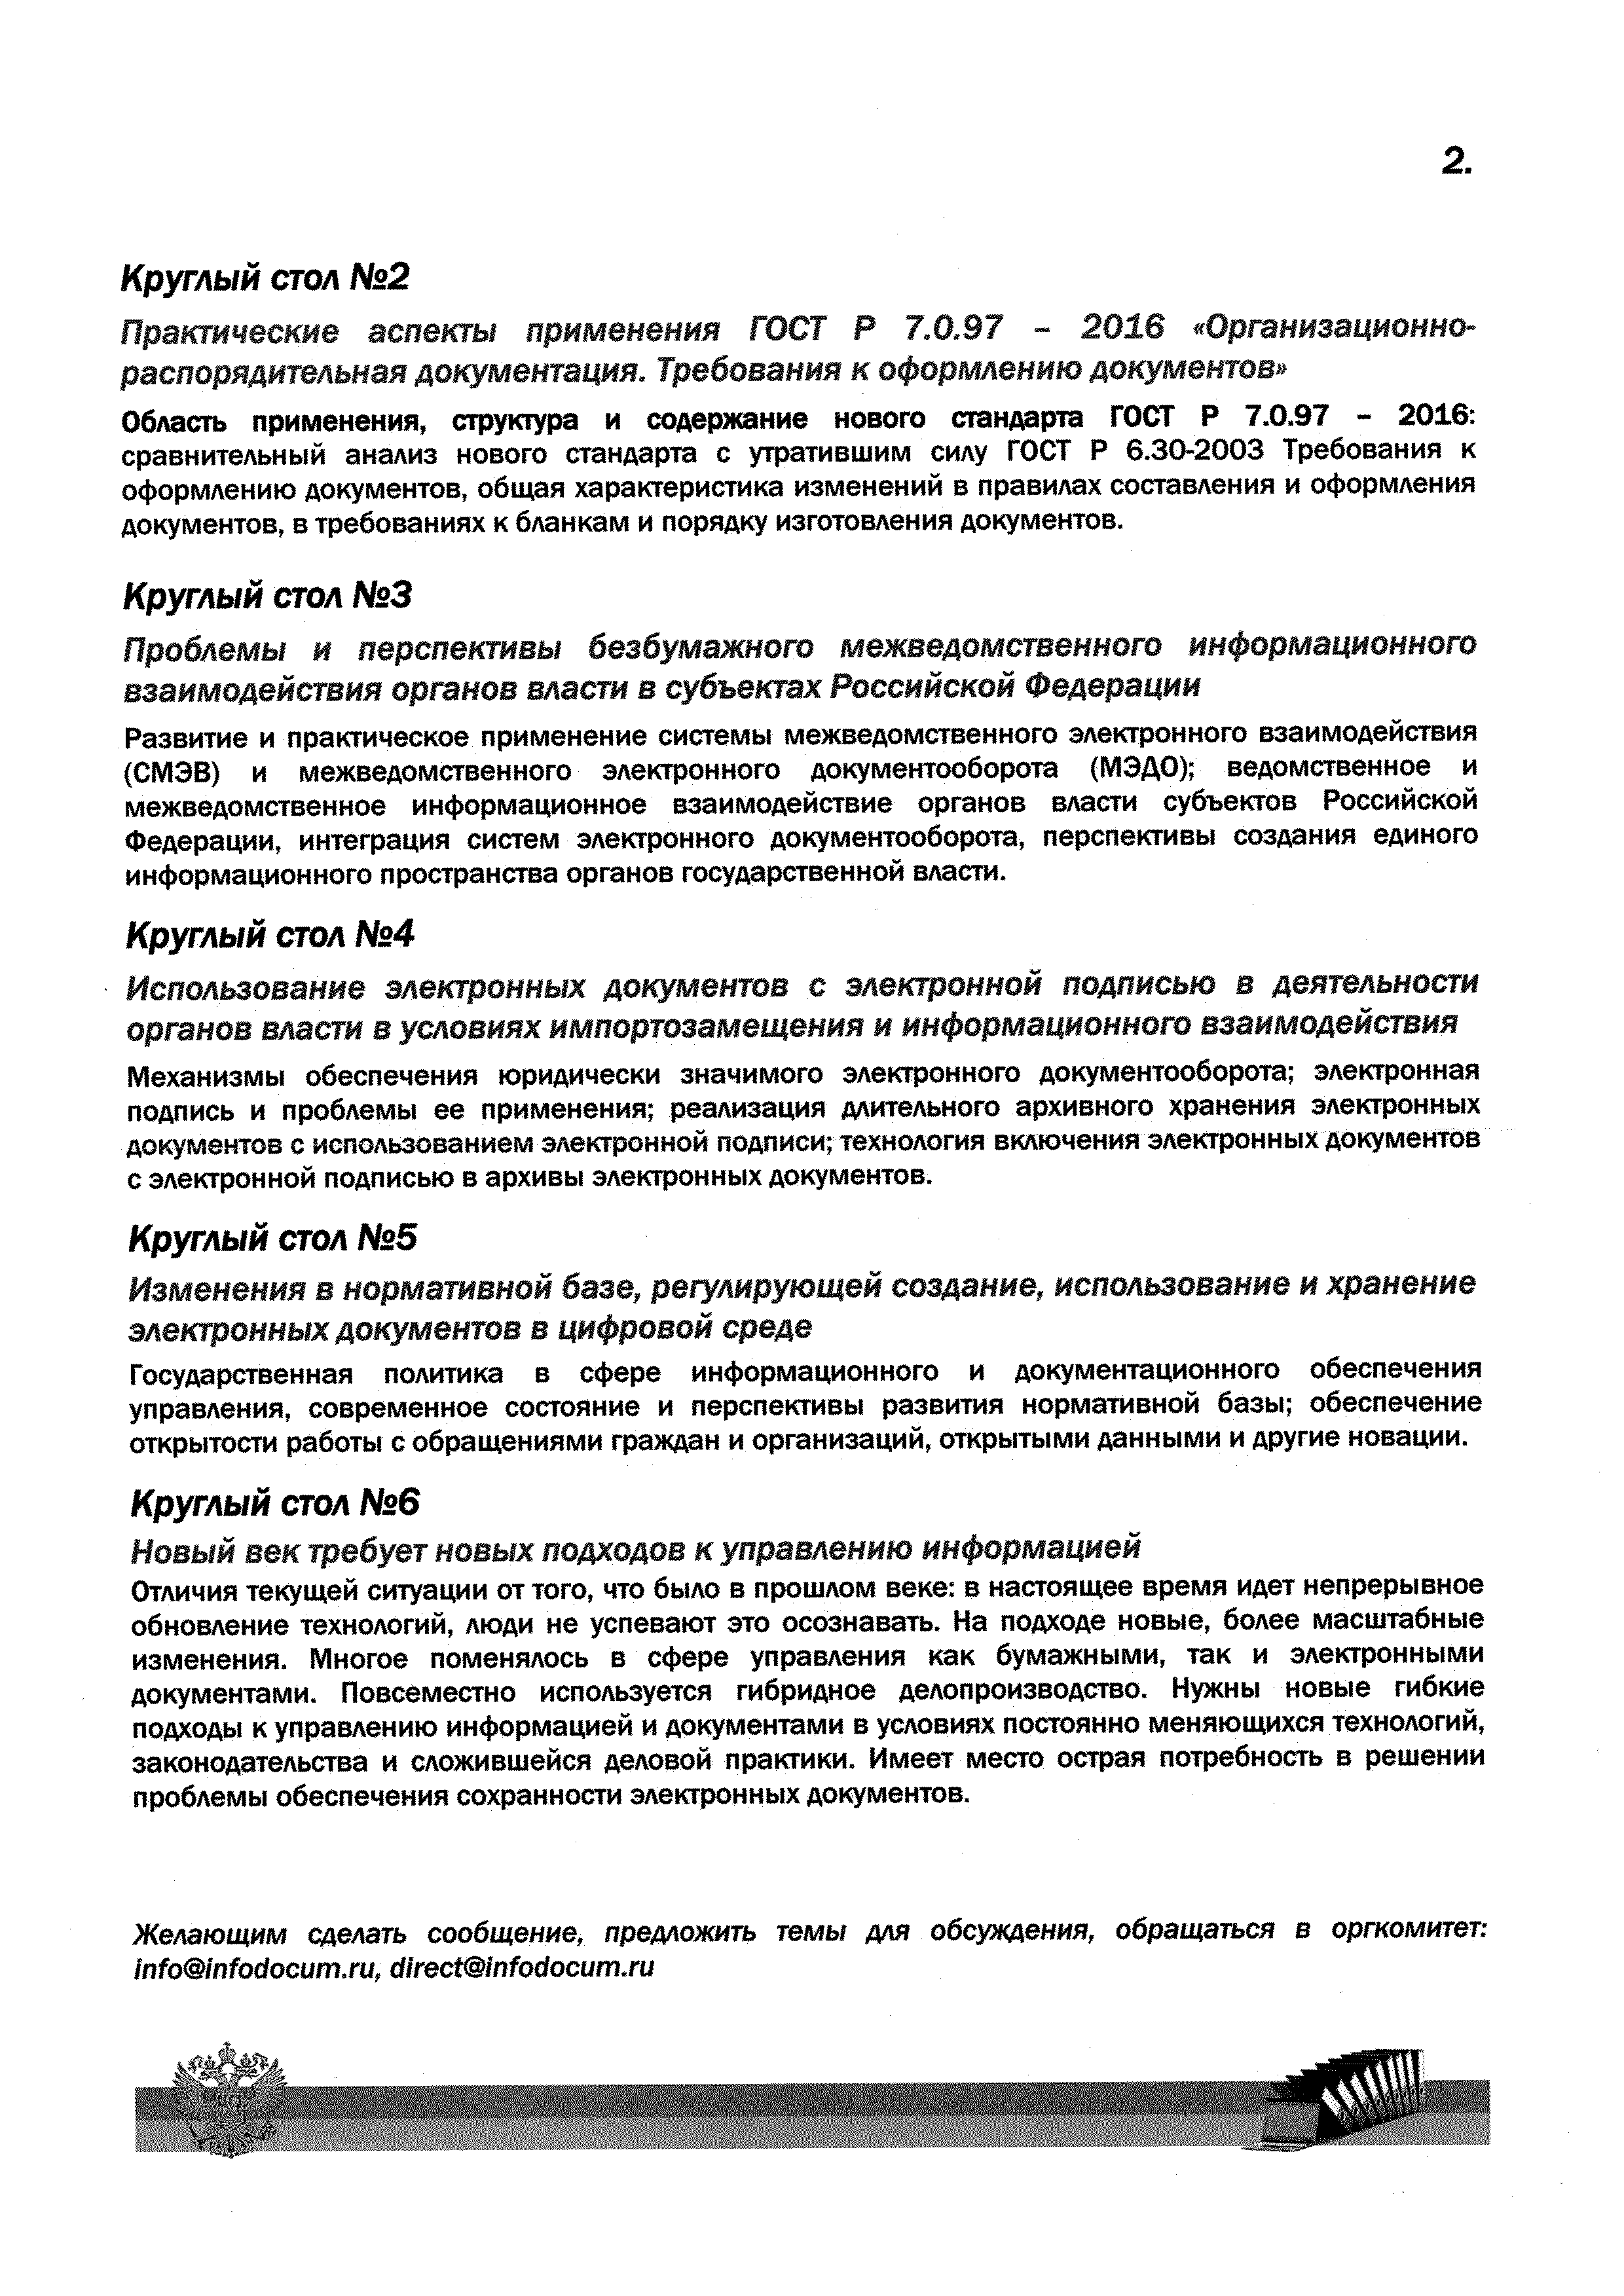 2.
Круглый стол №2
Практические аспекты применения ГОСТ Р 7.0.97 – 2016 «Организационно-
распорядительная документация. Требования к оформлению документов»
Область применения, структура и содержание нового стандарта ГОСТ Р 7.0.97 – 2016:
сравнительный анализ нового стандарта с утратившим силу ГОСТ Р 6.30-2003 Требования к
оформлению документов, общая характеристика изменений в правилах составления и оформления
документов, в требованиях к бланкам и порядку изготовления документов.
Круглый стол №3
Проблемы и перспективы безбумажного межведомственного информационного
взаимодействия органов власти в субъектах Российской Федерации
Развитие и практическое применение системы межведомственного электронного взаимодействия
(СМЭВ) и межведомственного электронного документооборота (МЭДО); ведомственное и
межведомственное информационное взаимодействие органов власти субъектов Российской
Федерации, интеграция систем электронного документооборота, перспективы создания единого
информационного пространства органов государственной власти.
Круглый стол №4
Использование электронных документов с электронной подписью в деятельности
органов власти в условиях импортозамещения и информационного взаимодействия
Механизмы обеспечения юридически значимого электронного документооборота; электронная
подпись и проблемы ее применения; реализация длительного архивного хранения электронных
документов с использованием электронной подписи; технология включения электронных документов
с электронной подписью в архивы электронных документов.
Круглый стол №5
Изменения в нормативной базе, регулирующей создание, использование и хранение
электронных документов в цифровой среде
Государственная политика в сфере информационного и документационного обеспечения
управления, современное состояние и перспективы развития нормативной базы; обеспечение
открытости работы с обращениями граждан и организаций, открытыми данными и другие новации.
Круглый стол №6
Новый век требует новых подходов к управлению информацией
Отличия текущей ситуации от того, что было в прошлом веке: в настоящее время идет непрерывное
обновление технологий, люди не успевают это осознавать. На подходе новые, более масштабные
изменения. Многое поменялось в сфере управления как бумажными, так и электронными
документами. Повсеместно используется гибридное делопроизводство. Нужны новые гибкие
подходы к управлению информацией и документами в условиях постоянно меняющихся технологий,
законодательства и сложившейся деловой практики. Имеет место острая потребность в решении
проблемы обеспечения сохранности электронных документов.
Желающим сделать сообщение, предложить темы для обсуждения, обращаться в оргкомитет:
info@infodocum.ru, direct@infodocum.ru